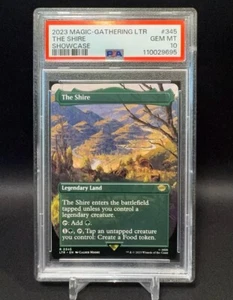 2023 MAGIC-GATHERING LTR #345
THE SHIRE GEM MT
SHOWCASE 10
PSA 110029695
The Shire
Legendary Land
The Shire enters the battlefield
tapped unless you control a
legendary creature.
: Add .
1 , , Tap an untapped creature
you control: Create a Food token.